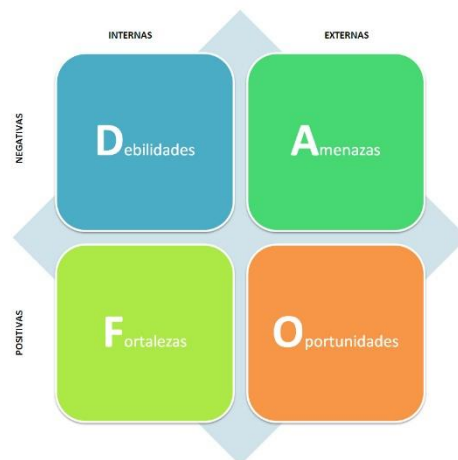 INTERNAS
EXTERNAS
NEGATIVAS
Debilidades
Amenazas
POSITIVAS
Fortalezas
Oportunidades